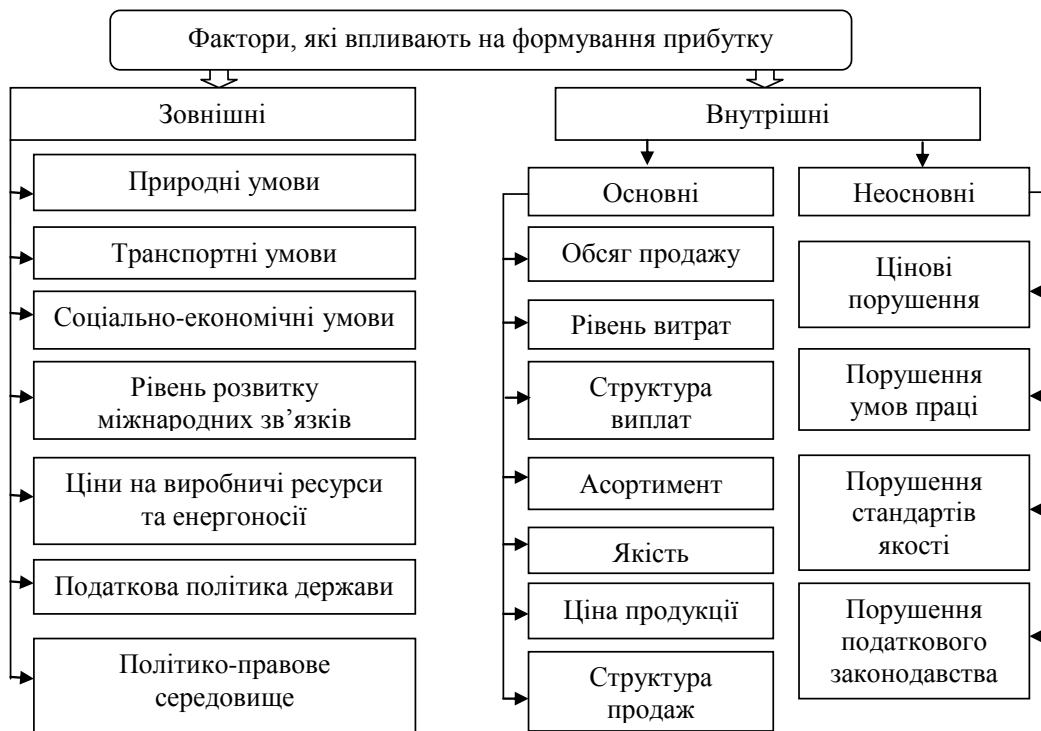 Фактори, які впливають на формування прибутку
Зовнішні
Природні умови
Транспортні умови
Соціально-економічні умови
Рівень розвитку
міжнародних зв’язків
Ціни на виробничі ресурси
та енергоносії
Податкова політика держави
Політико-правове
середовище
Внутрішні
Основні
Обсяг продажу
Рівень витрат
Структура
виплат
Асортимент
Якість
Ціна продукції
Структура
продаж
Неосновні
Цінові
порушення
Порушення
умов праці
Порушення
стандартів
якості
Порушення
податкового
законодавства